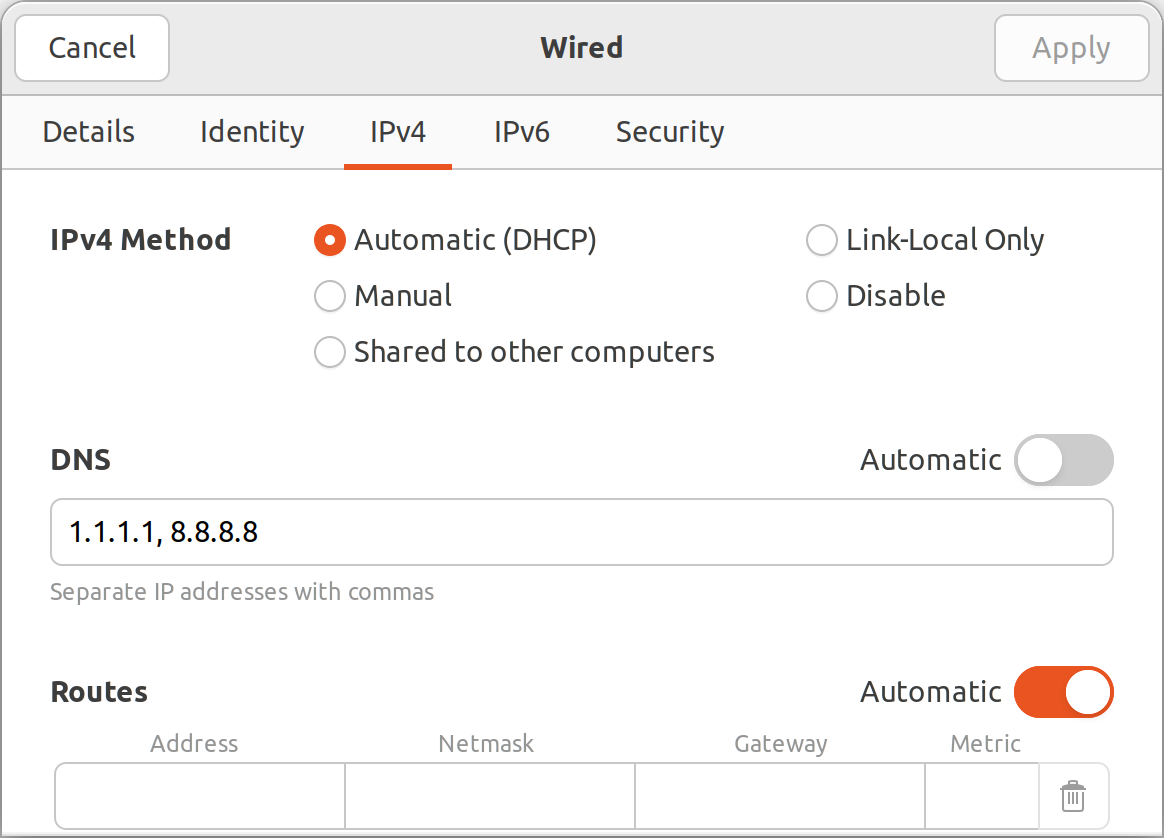 Cancel Wired Apply
Details Identity IPv4 IPv6 Security
IPv4 Method Automatic (DHCP) Link-Local Only
Manual Disable
Shared to other computers
DNS Automatic
1.1.1.1, 8.8.8.8
Separate IP addresses with commas
Routes Automatic
Address Netmask Gateway Metric